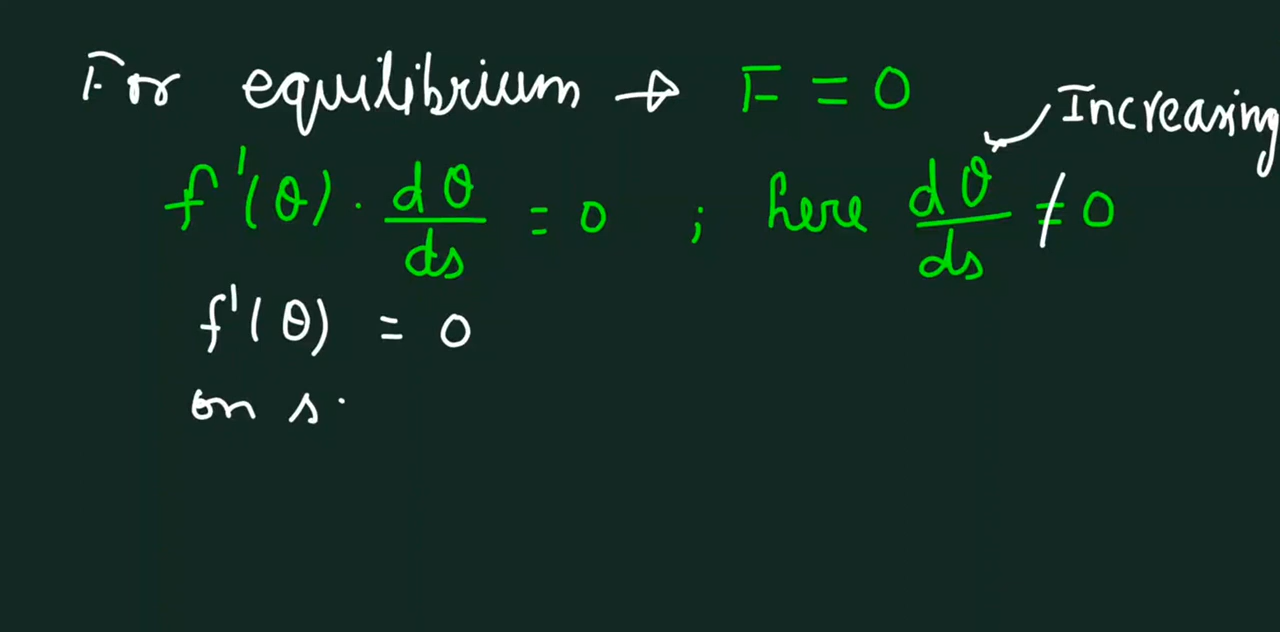 For equilibrium → F = 0
Increasing
f'(θ) · dθ/ds = 0 ; here dθ/ds ≠ 0
f'(θ) = 0
on s